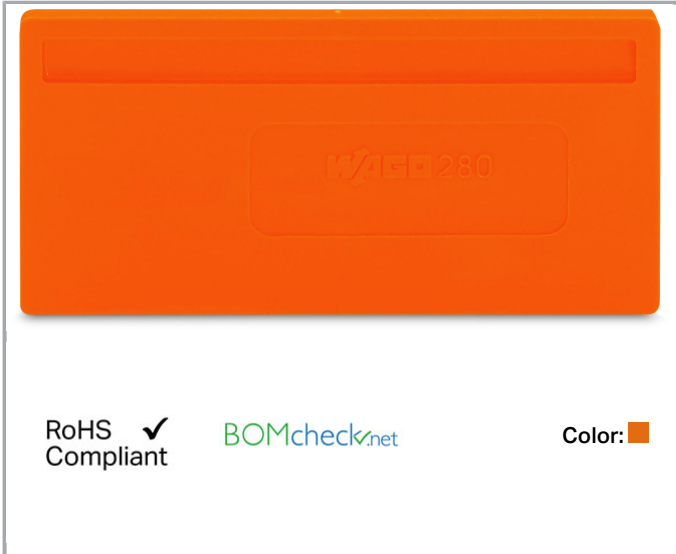 WAGO 280
RoHS ✓
Compliant
BOMcheck.net
Color: